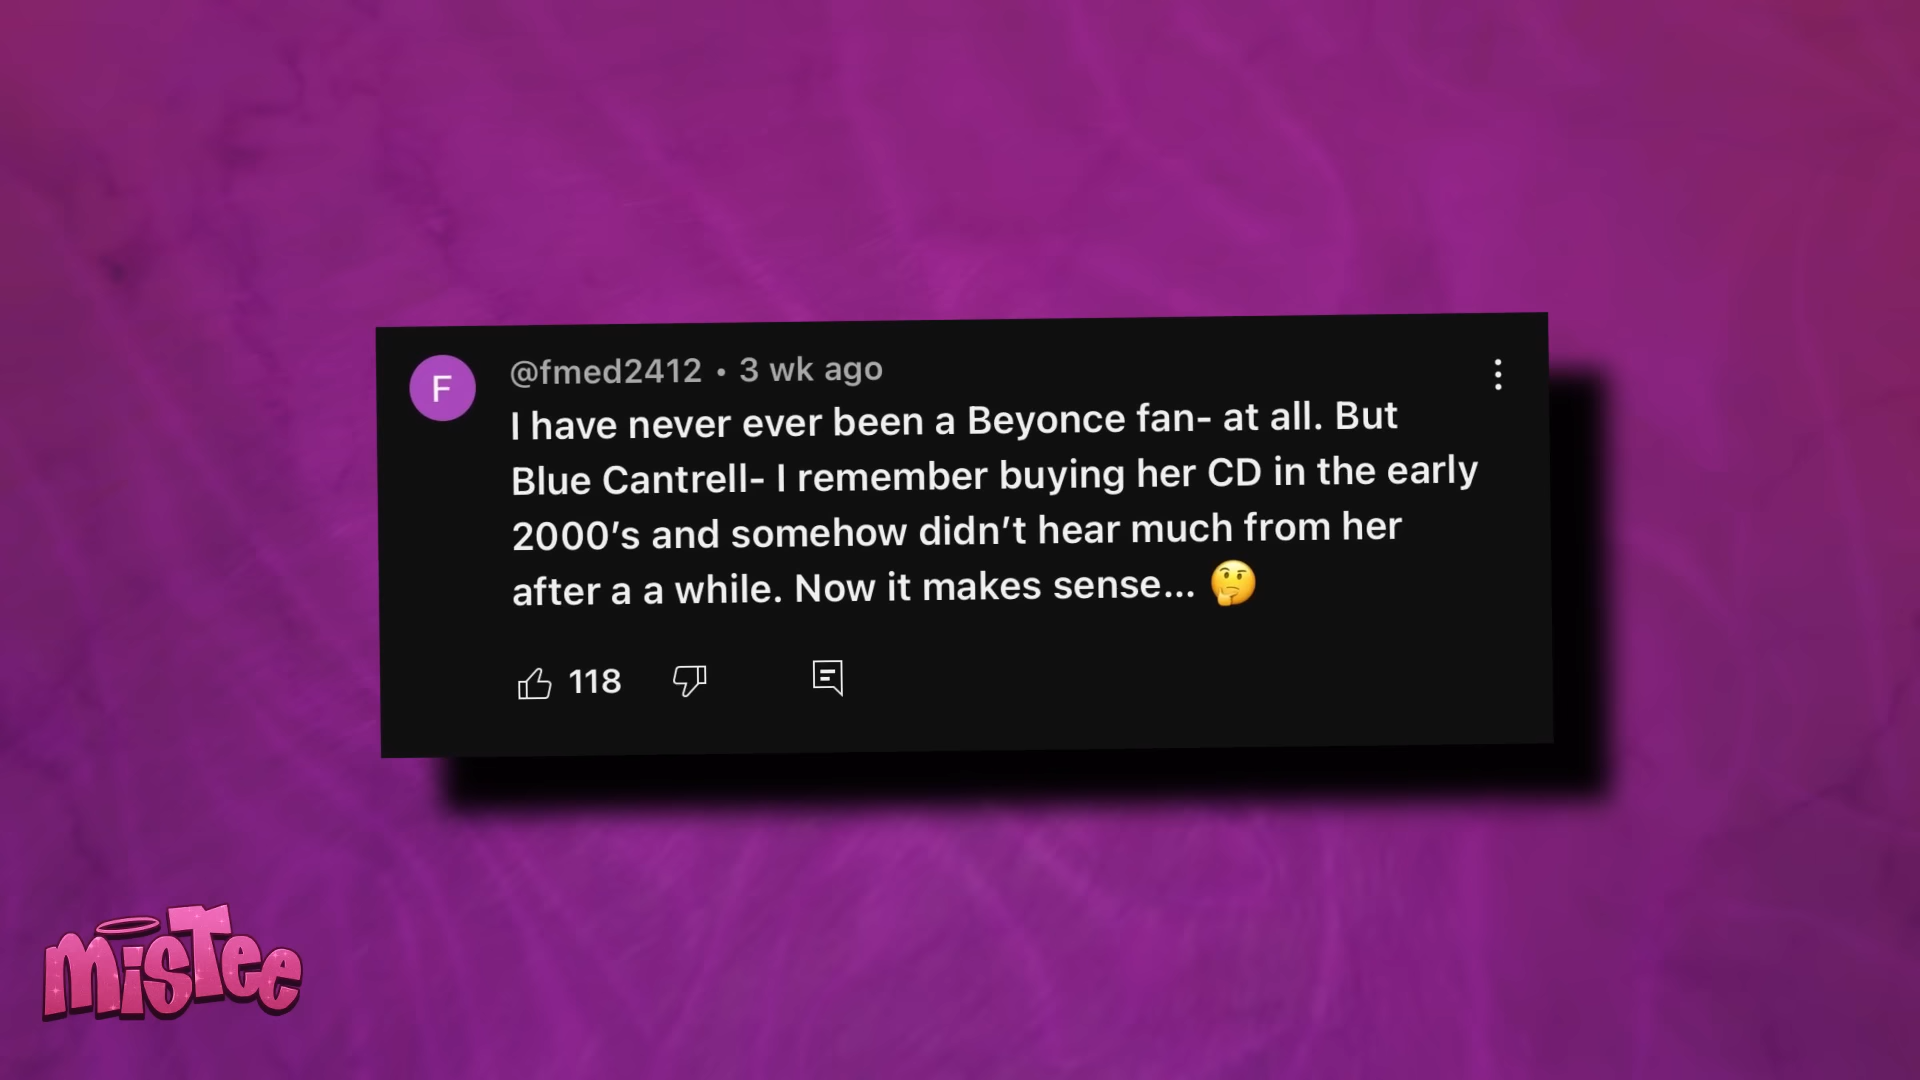 F
@fmed2412 • 3 wk ago
I have never ever been a Beyonce fan- at all. But
Blue Cantrell- I remember buying her CD in the early
2000’s and somehow didn’t hear much from her
after a a while. Now it makes sense... 🤔
118
misTee